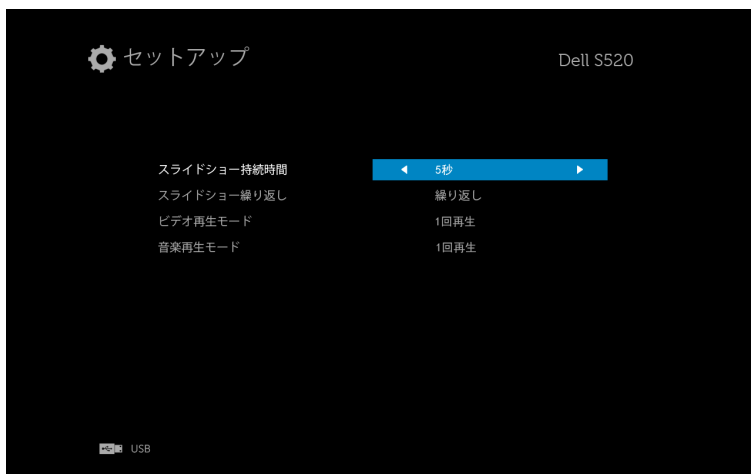 セットアップ
Dell S520
スライドショー持続時間 5秒
スライドショー繰り返し 繰り返し
ビデオ再生モード 1回再生
音楽再生モード 1回再生
USB